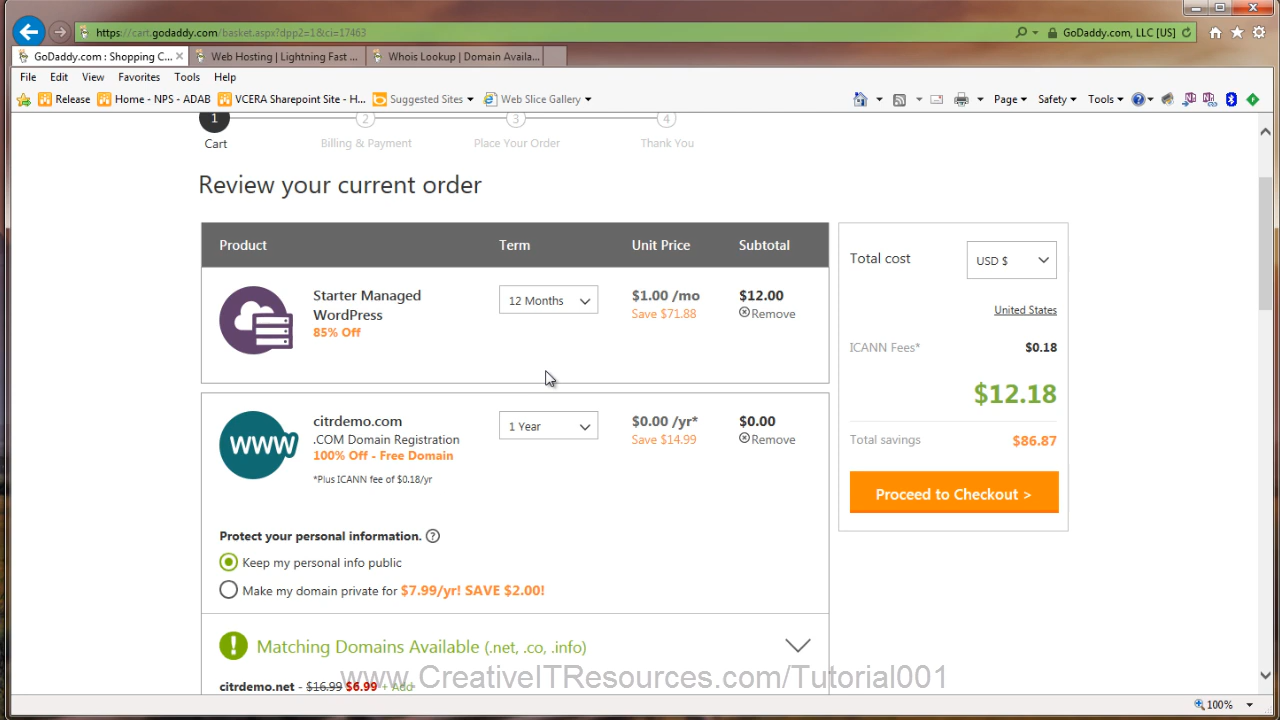 https://cart.godaddy.com/basket.aspx?dpp2=1&ci=17463
GoDaddy.com, LLC [US]
GoDaddy.com : Shopping C...
Web Hosting | Lightning Fast ...
Whois Lookup | Domain Availa...
File Edit View Favorites Tools Help
Release
Home - NPS - ADAB
VCERA Sharepoint Site - H...
Suggested Sites
Web Slice Gallery
Page
Safety
Tools
1 2 3 4
Cart Billing & Payment Place Your Order Thank You
Review your current order
Product Term Unit Price Subtotal
Starter Managed
WordPress
85% Off
12 Months
$1.00 /mo
Save $71.88
$12.00
Remove
citrdemo.com
.COM Domain Registration
100% Off - Free Domain
*Plus ICANN fee of $0.18/yr
1 Year
$0.00 /yr*
Save $14.99
$0.00
Remove
Protect your personal information. ?
Keep my personal info public
Make my domain private for $7.99/yr! SAVE $2.00!
! Matching Domains Available (.net, .co, .info)
citrdemo.net - $16.99 $6.99 + Add
Total cost
USD $
United States
ICANN Fees* $0.18
$12.18
Total savings $86.87
Proceed to Checkout >
www.CreativeITResources.com/Tutorial001
100%